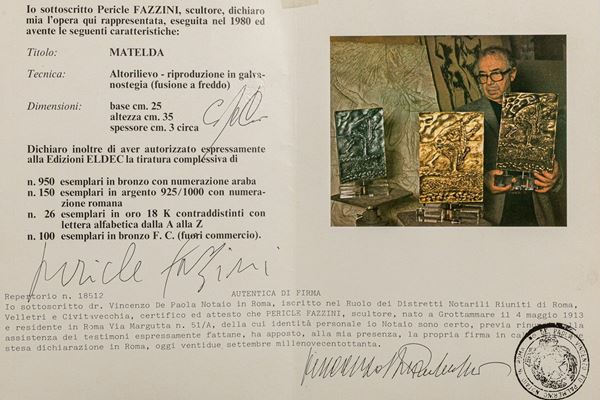 Io sottoscritto Pericle FAZZINI, scultore, dichiaro
mia l'opera qui rappresentata, eseguita nel 1980 ed
avente le seguenti caratteristiche:
Titolo: MATELDA
Tecnica: Altorilievo - riproduzione in galva-
nostegia (fusione a freddo)
Dimensioni: base cm. 25
altezza cm. 35
spessore cm. 3 circa
Dichiaro inoltre di aver autorizzato espressamente
alla Edizioni ELDEC la tiratura complessiva di
n. 950 esemplari in bronzo con numerazione araba
n. 150 esemplari in argento 925/1000 con numera-
zione romana
n. 26 esemplari in oro 18 K contraddistinti con
lettera alfabetica dalla A alla Z
n. 100 esemplari in bronzo F. C. (fuori commercio).
Pericle Fazzini
Repertorio n. 18512 AUTENTICA DI FIRMA
Io sottoscritto dr. Vincenzo De Paola Notaio in Roma, iscritto nel Ruolo dei Distretti Notarili Riuniti di Roma,
Velletri e Civitavecchia, certifico ed attesto che PERICLE FAZZINI, scultore, nato a Grottammare il 4 maggio 1913
e residente in Roma Via Margutta n. 51/A, della cui identità personale io Notaio sono certo, previa
assistenza dei testimoni espressamente fattane, ha apposto, alla mia presenza, la propria firma in
stesa dichiarazione in Roma, oggi ventidue settembre millenovecentottanta.